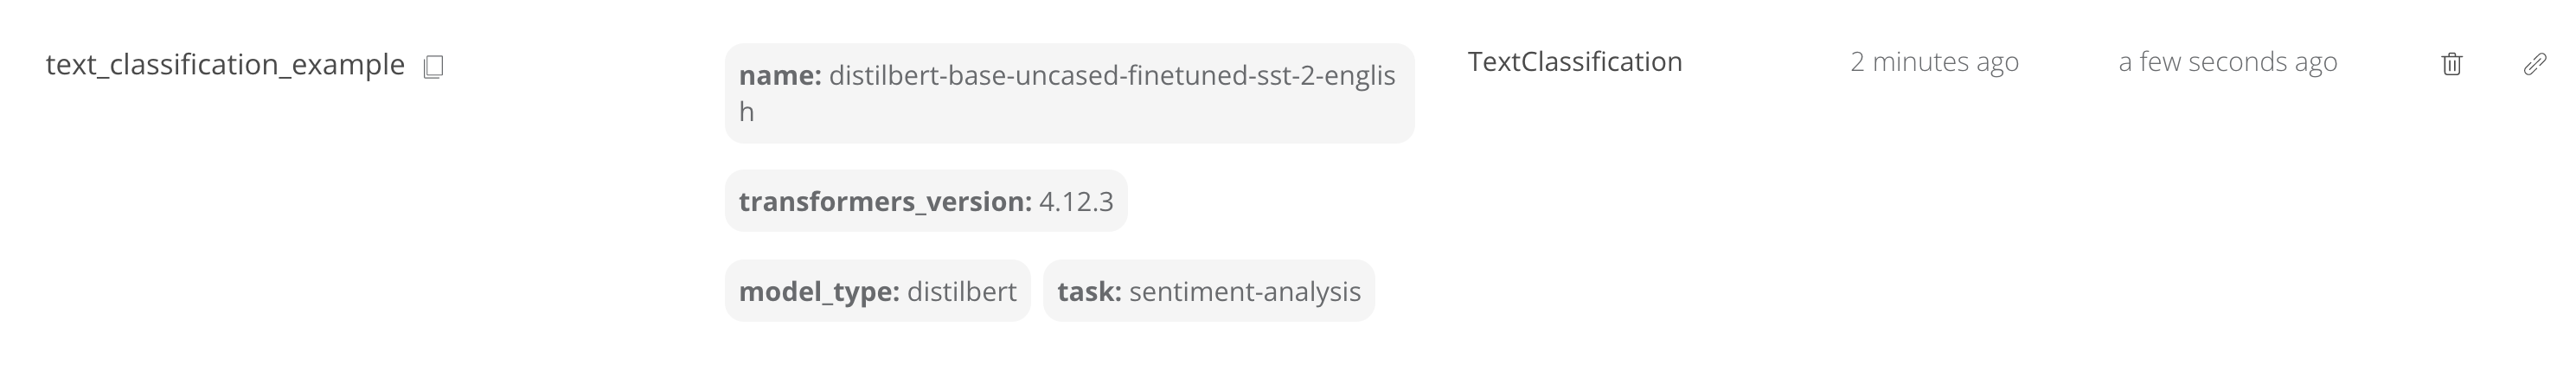 text_classification_example
name: distilbert-base-uncased-finetuned-sst-2-englis
h
transformers_version: 4.12.3
model_type: distilbert
task: sentiment-analysis
TextClassification
2 minutes ago
a few seconds ago